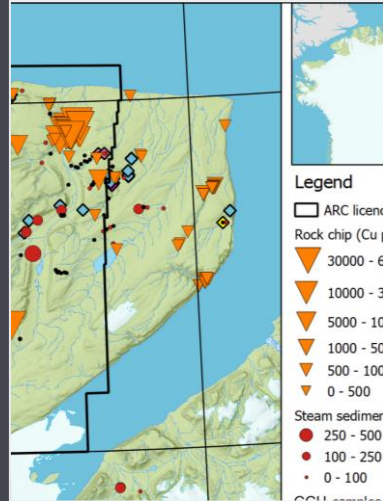 Legend
ARC licenc
Rock chip (Cu p
30000 - 6
10000 - 3
5000 - 10
1000 - 50
500 - 100
0 - 500
Steam sedimen
250 - 500
100 - 250
0 - 100